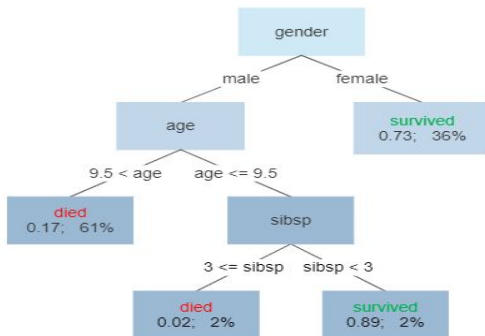 gender
male female
age
survived
0.73; 36%
9.5 < age age <= 9.5
died
0.17; 61%
sibsp
3 <= sibsp sibsp < 3
died
0.02; 2%
survived
0.89; 2%